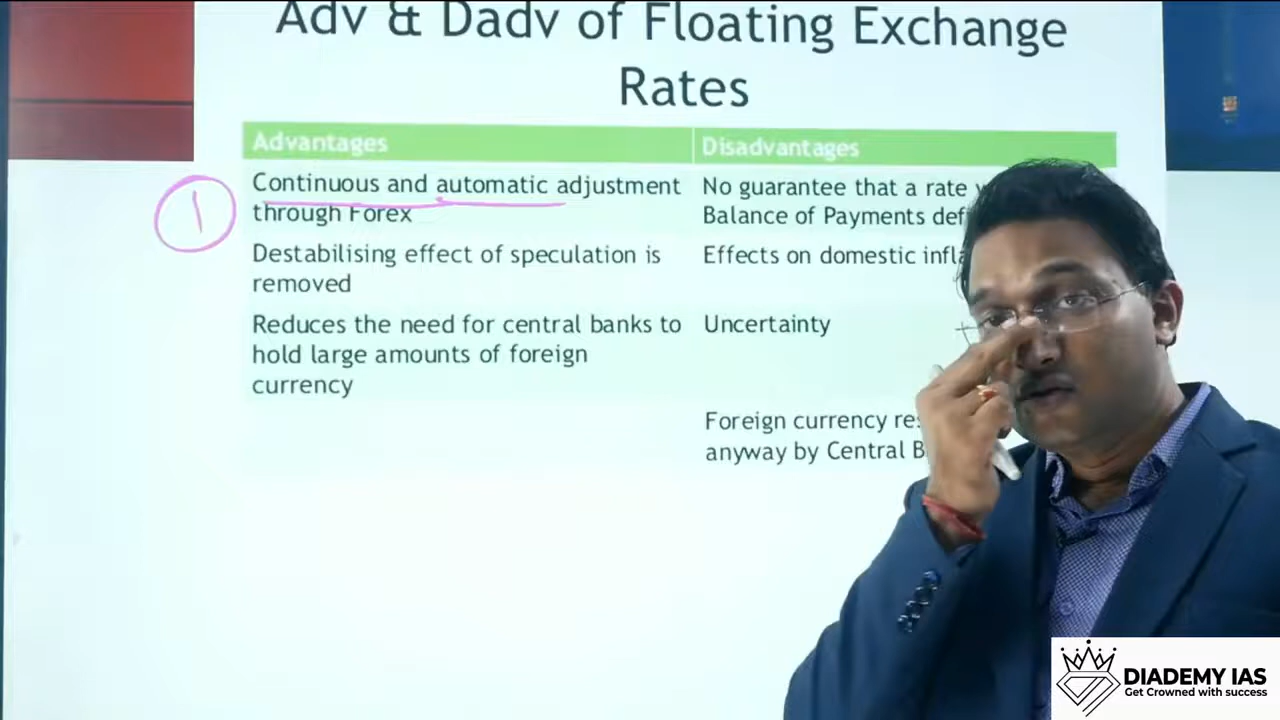 Adv & Dadv of Floating Exchange
Rates
Advantages
Disadvantages
1
Continuous and automatic adjustment
through Forex
No guarantee that a rate
Balance of Payments
Destabilising effect of speculation is
removed
Effects on domestic
Reduces the need for central banks to
hold large amounts of foreign
currency
Uncertainty
Foreign currency
anyway by Central
DIADEMY IAS
Get Crowned with success